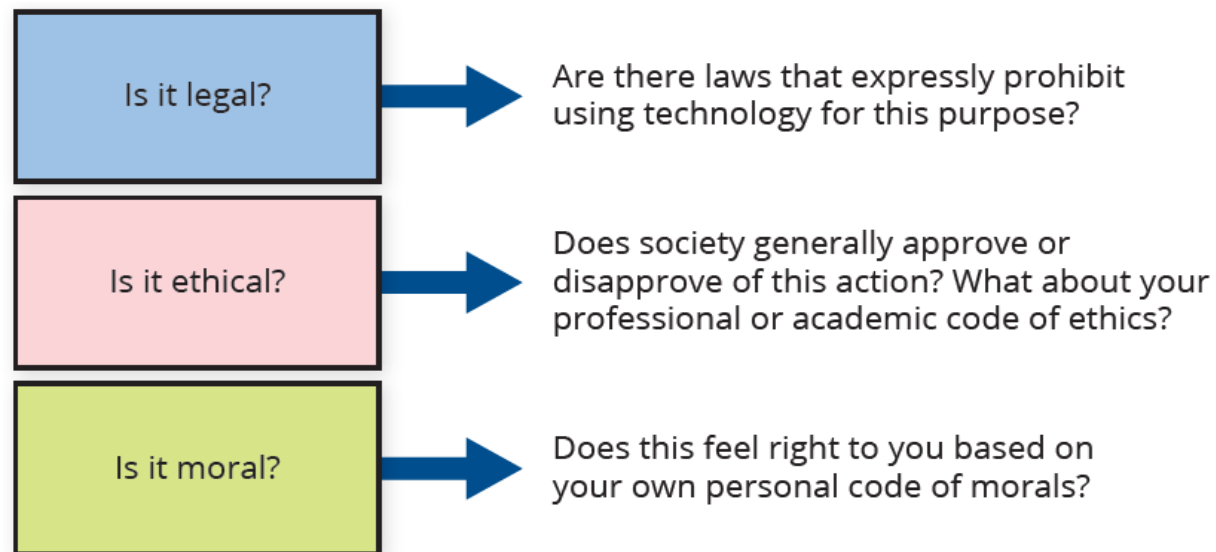 Is it legal?
Are there laws that expressly prohibit
using technology for this purpose?
Is it ethical?
Does society generally approve or
disapprove of this action? What about your
professional or academic code of ethics?
Is it moral?
Does this feel right to you based on
your own personal code of morals?